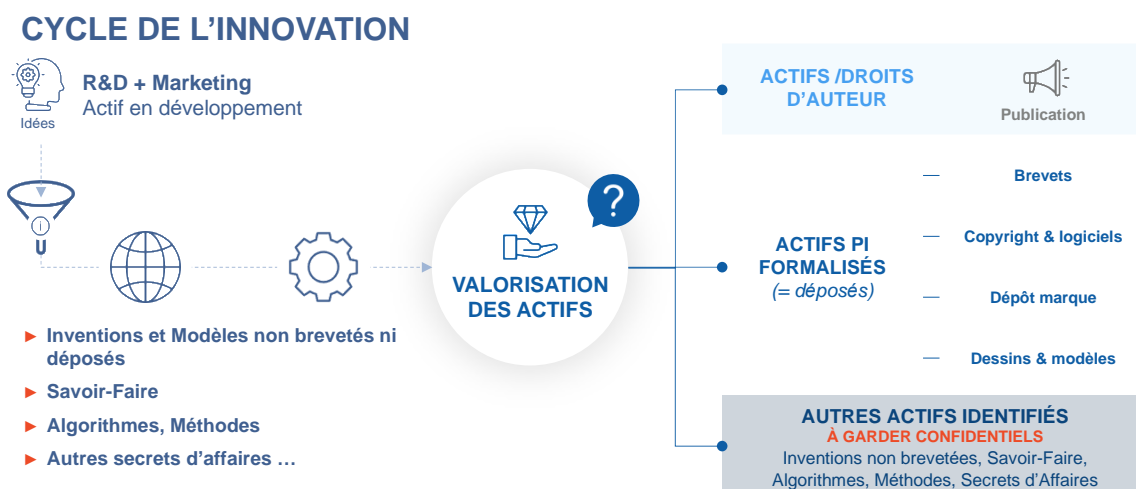 CYCLE DE L'INNOVATION
R&D + Marketing
Actif en développement
Idées
i
► Inventions et Modèles non brevetés ni
déposés
► Savoir-Faire
► Algorithmes, Méthodes
► Autres secrets d'affaires …
?
VALORISATION
DES ACTIFS
ACTIFS /DROITS
D'AUTEUR
Publication
ACTIFS PI
FORMALISÉS
(= déposés)
— Brevets
— Copyright & logiciels
— Dépôt marque
— Dessins & modèles
AUTRES ACTIFS IDENTIFIÉS
À GARDER CONFIDENTIELS
Inventions non brevetées, Savoir-Faire,
Algorithmes, Méthodes, Secrets d'Affaires